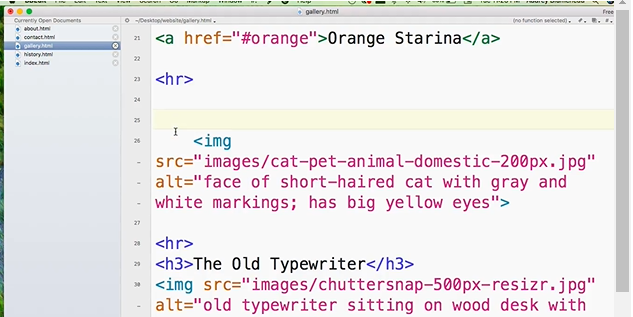 gallery.html
Free
Currently Open Documents
~/Desktop/website/gallery.html
(no function selected)
about.html
contact.html
gallery.html
history.html
index.html
21 <a href="#orange">Orange Starina</a>
22
23 <hr>
24
25
26 <img
- src="images/cat-pet-animal-domestic-200px.jpg"
- alt="face of short-haired cat with gray and
- white markings; has big yellow eyes">
27
28 <hr>
29 <h3>The Old Typewriter</h3>
30 <img src="images/chuttersnap-500px-resizr.jpg"
- alt="old typewriter sitting on wood desk with